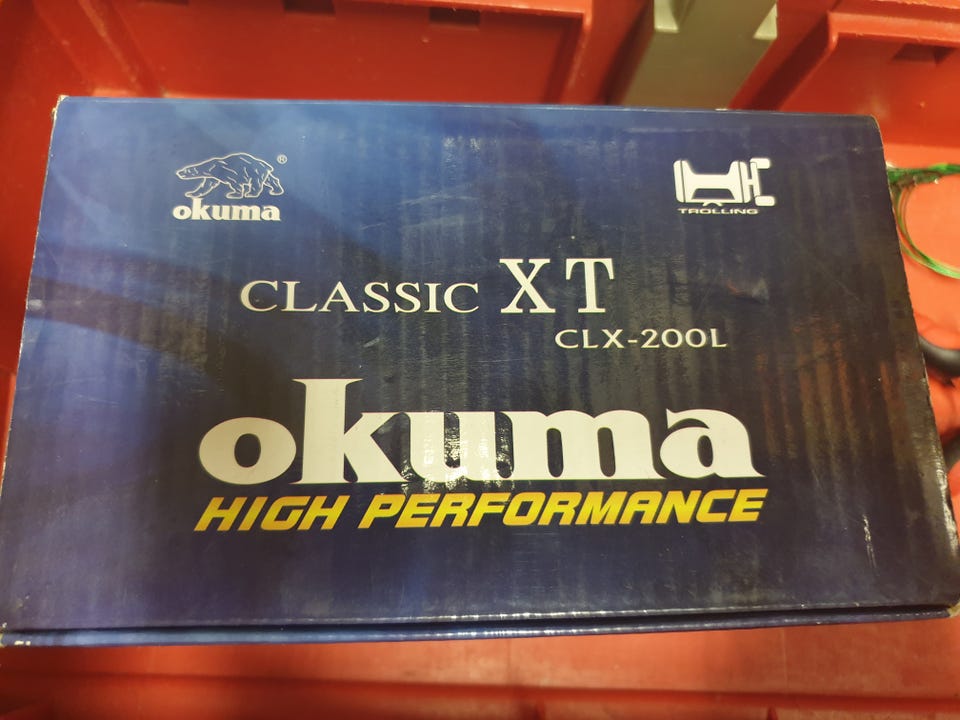 okuma®
TROLLING
CLASSIC XT
CLX-200L
okuma
HIGH PERFORMANCE